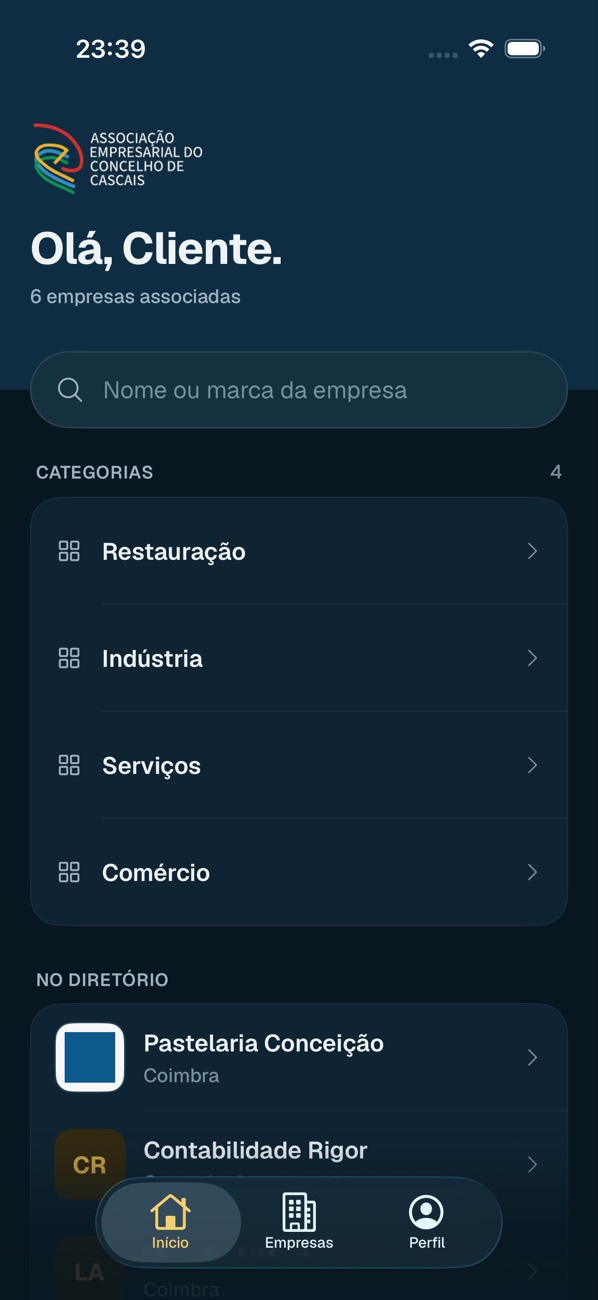 23:39
ASSOCIAÇÃO
EMPRESARIAL DO
CONCELHO DE
CASCAIS
Olá, Cliente.
6 empresas associadas
Nome ou marca da empresa
CATEGORIAS 4
Restauração
Indústria
Serviços
Comércio
NO DIRETÓRIO
Pastelaria Conceição
Coimbra
CR Contabilidade Rigor
LA
Coimbra
Início Empresas Perfil